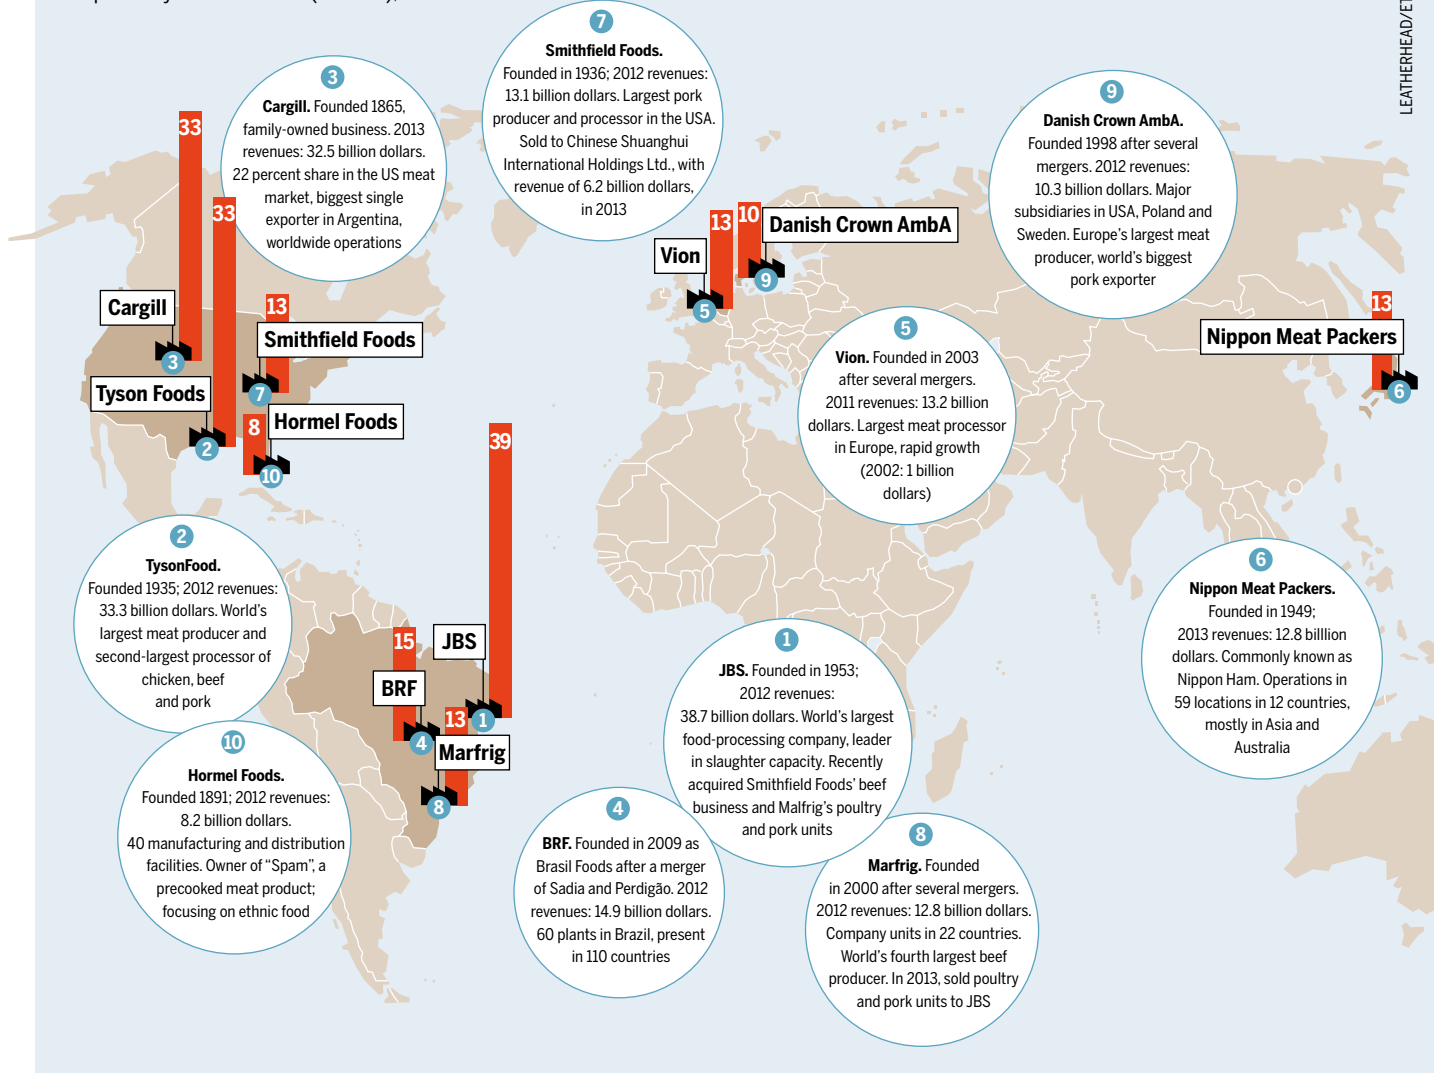 LEATHERHEAD/ET
7
Smithfield Foods.
Founded in 1936; 2012 revenues:
13.1 billion dollars. Largest pork
producer and processor in the USA.
Sold to Chinese Shuanghui
International Holdings Ltd., with
revenue of 6.2 billion dollars,
in 2013
3
Cargill. Founded 1865,
family-owned business. 2013
revenues: 32.5 billion dollars.
22 percent share in the US meat
market, biggest single
exporter in Argentina,
worldwide operations
9
Danish Crown AmbA.
Founded 1998 after several
mergers. 2012 revenues:
10.3 billion dollars. Major
subsidiaries in USA, Poland and
Sweden. Europe's largest meat
producer, world's biggest
pork exporter
33
33
13
10
Danish Crown AmbA
Vion
9
5
Cargill
13
Smithfield Foods
3
Tyson Foods
7
8
Hormel Foods
2
10
13
Nippon Meat Packers
6
5
Vion. Founded in 2003
after several mergers.
2011 revenues: 13.2 billion
dollars. Largest meat processor
in Europe, rapid growth
(2002: 1 billion
dollars)
39
2
TysonFood.
Founded 1935; 2012 revenues:
33.3 billion dollars. World's
largest meat producer and
second-largest processor of
chicken, beef
and pork
15
JBS
BRF
13
1
4
Marfrig
8
6
Nippon Meat Packers.
Founded in 1949;
2013 revenues: 12.8 billlion
dollars. Commonly known as
Nippon Ham. Operations in
59 locations in 12 countries,
mostly in Asia and
Australia
1
JBS. Founded in 1953;
2012 revenues:
38.7 billion dollars. World's largest
food-processing company, leader
in slaughter capacity. Recently
acquired Smithfield Foods' beef
business and Malfrig's poultry
and pork units
10
Hormel Foods.
Founded 1891; 2012 revenues:
8.2 billion dollars.
40 manufacturing and distribution
facilities. Owner of “Spam”, a
precooked meat product;
focusing on ethnic food
4
BRF. Founded in 2009 as
Brasil Foods after a merger
of Sadia and Perdigão. 2012
revenues: 14.9 billion dollars.
60 plants in Brazil, present
in 110 countries
8
Marfrig. Founded
in 2000 after several mergers.
2012 revenues: 12.8 billion dollars.
Company units in 22 countries.
World's fourth largest beef
producer. In 2013, sold poultry
and pork units to JBS